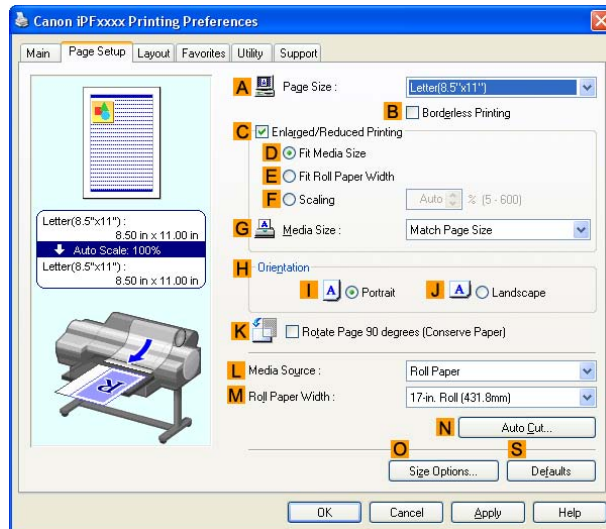 Canon iPFxxxx Printing Preferences
Main Page Setup Layout Favorites Utility Support
A Page Size : Letter(8.5"x11")
B Borderless Printing
C Enlarged/Reduced Printing
D Fit Media Size
E Fit Roll Paper Width
F Scaling Auto % (5 - 600)
G A Media Size : Match Page Size
Letter(8.5"x11") :
8.50 in x 11.00 in
Auto Scale: 100%
Letter(8.5"x11") :
8.50 in x 11.00 in
H Orientation
I A Portrait J A Landscape
K Rotate Page 90 degrees (Conserve Paper)
R
L Media Source : Roll Paper
M Roll Paper Width : 17-in. Roll (431.8mm)
N Auto Cut...
O S
Size Options... Defaults
OK Cancel Apply Help